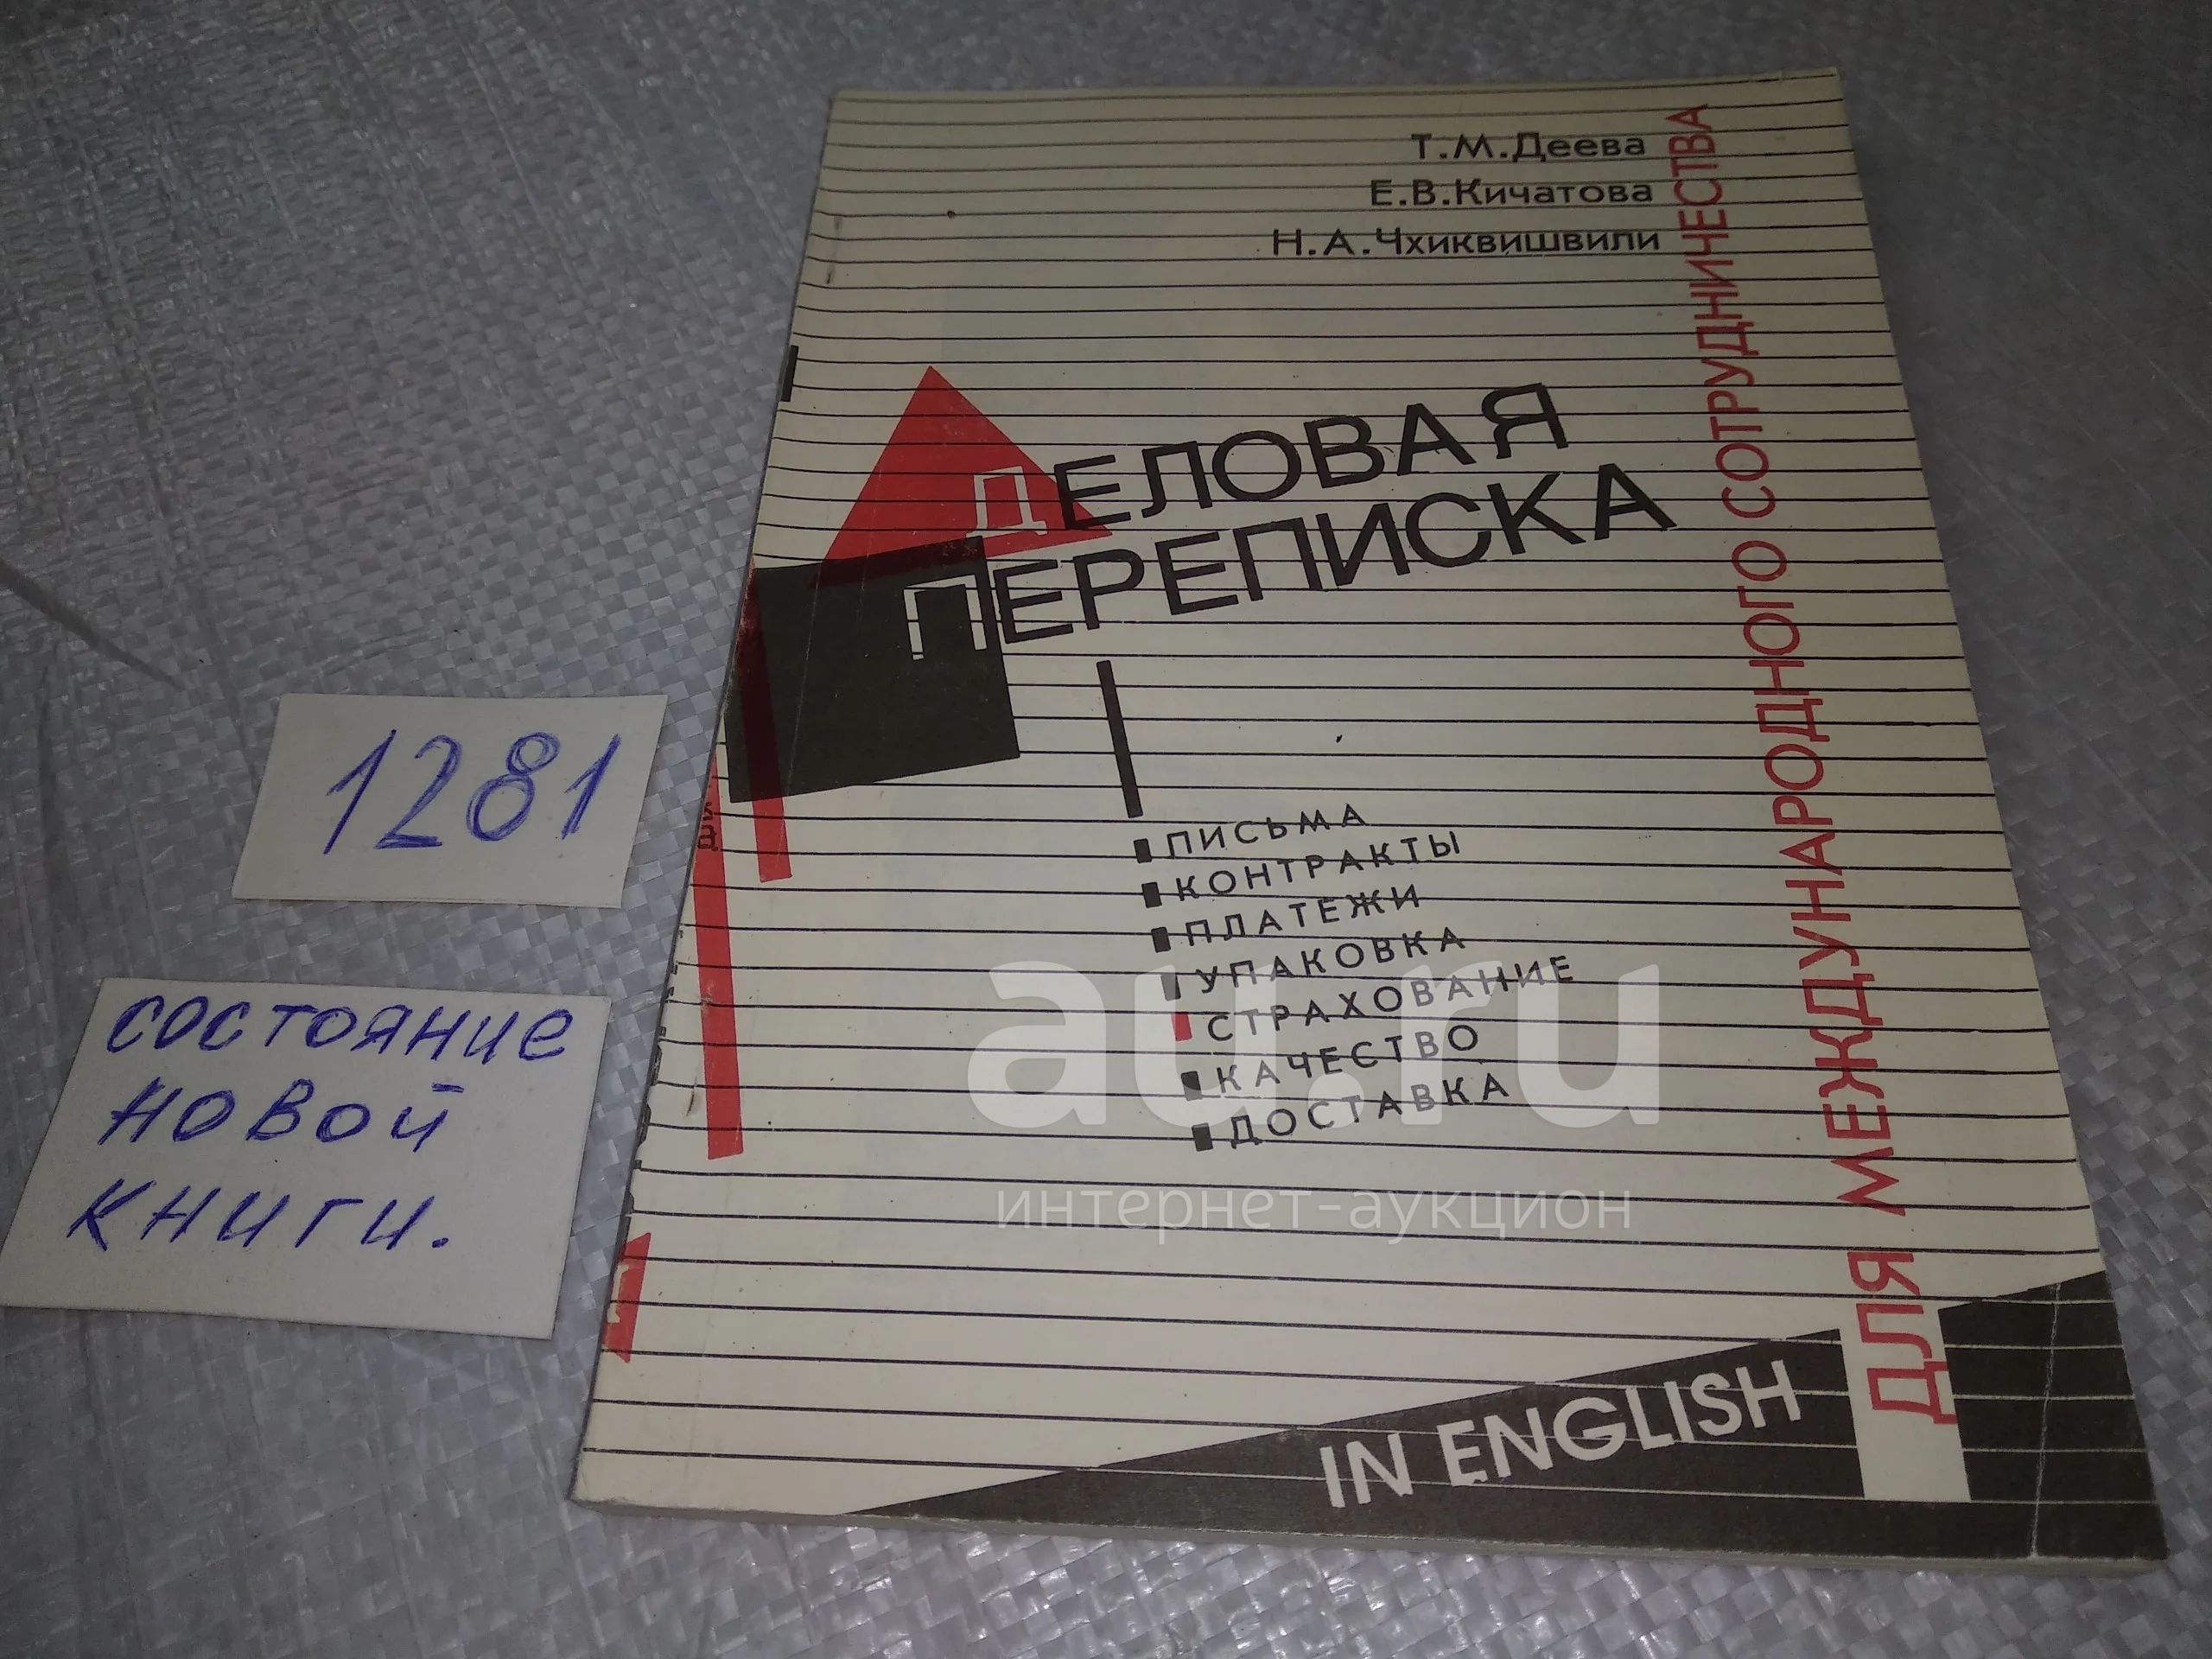 Т.М.Деева
Е.В.Кичатова
Н.А.Чхиквишвили
ДЕЛОВАЯ
ПЕРЕПИСКА
ДЛЯ МЕЖДУНАРОДНОГО СОТРУДНИЧЕСТВА
ПИСЬМА
КОНТРАКТЫ
ПЛАТЕЖИ
УПАКОВКА
СТРАХОВАНИЕ
КАЧЕСТВО
ДОСТАВКА
IN ENGLISH
1281
состояние
новой
книги.
au.ru
интернет-аукцион